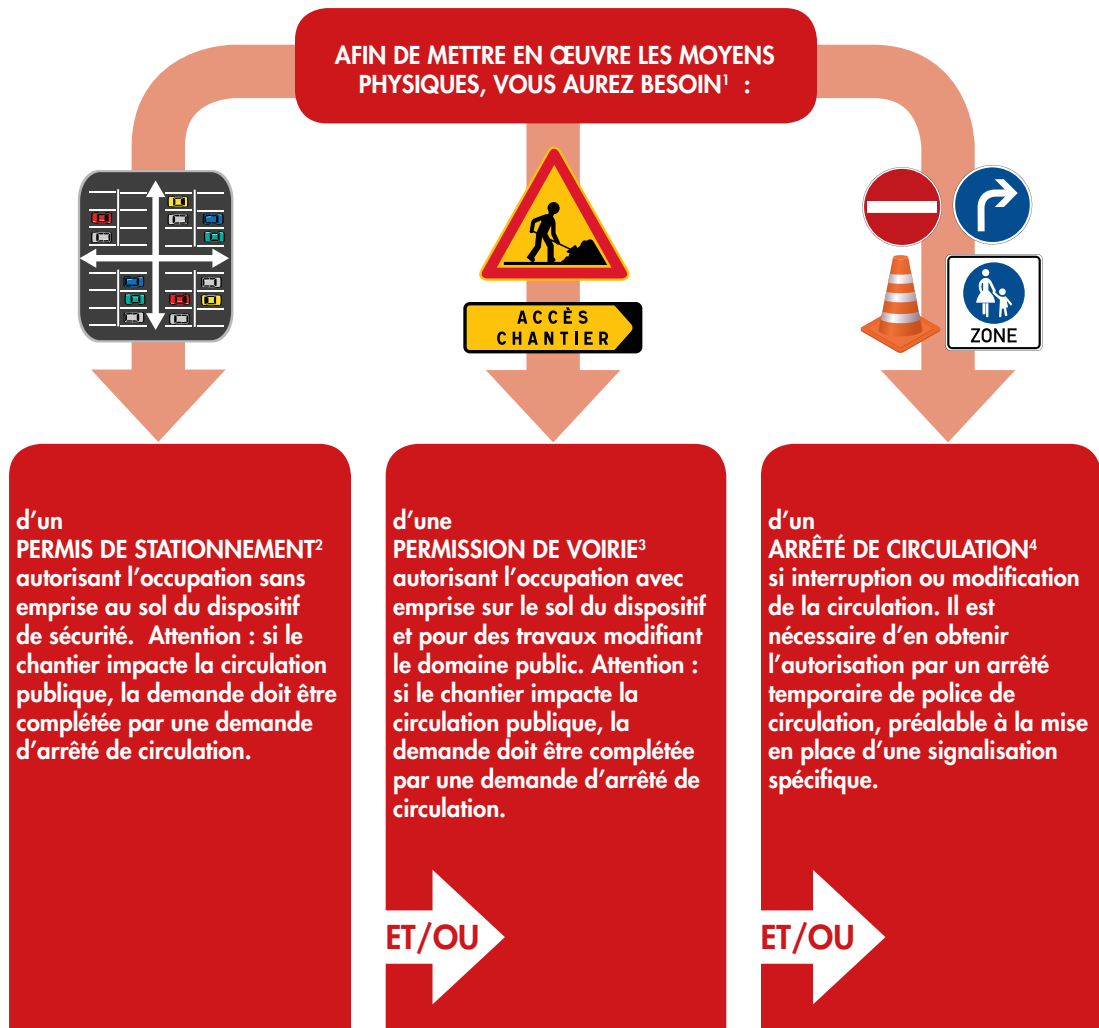 AFIN DE METTRE EN ŒUVRE LES MOYENS
PHYSIQUES, VOUS AUREZ BESOIN¹ :
ACCÈS
CHANTIER
ZONE
d'un
PERMIS DE STATIONNEMENT²
autorisant l'occupation sans
emprise au sol du dispositif
de sécurité. Attention : si le
chantier impacte la circulation
publique, la demande doit être
complétée par une demande
d'arrêté de circulation.
d'une
PERMISSION DE VOIRIE³
autorisant l'occupation avec
emprise sur le sol du dispositif
et pour des travaux modifiant
le domaine public. Attention :
si le chantier impacte la
circulation publique, la
demande doit être complétée
par une demande d'arrêté de
circulation.
ET/OU
d'un
ARRÊTÉ DE CIRCULATION⁴
si interruption ou modification
de la circulation. Il est
nécessaire d'en obtenir
l'autorisation par un arrêté
temporaire de police de
circulation, préalable à la mise
en place d'une signalisation
spécifique.
ET/OU